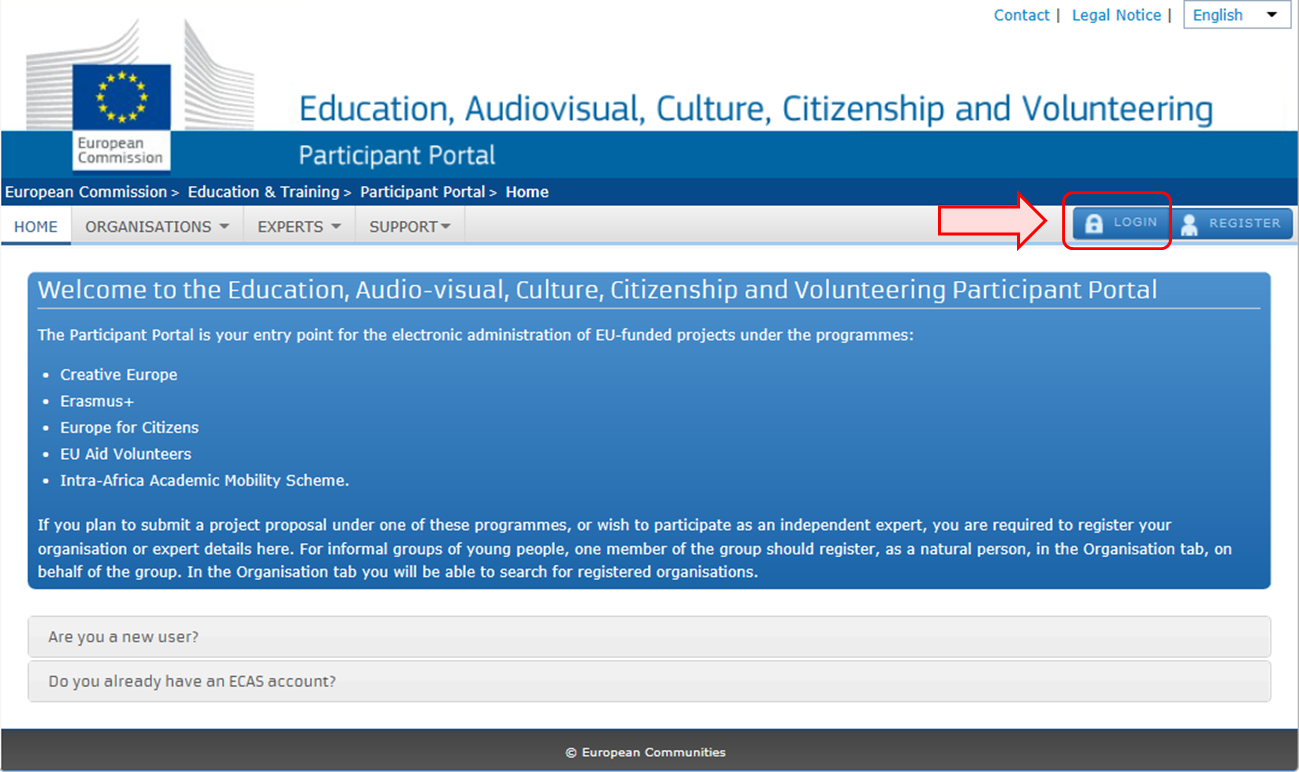 Contact | Legal Notice | English
Education, Audiovisual, Culture, Citizenship and Volunteering
European
Commission
Participant Portal
European Commission > Education & Training > Participant Portal > Home
HOME ORGANISATIONS EXPERTS SUPPORT LOGIN REGISTER
Welcome to the Education, Audio-visual, Culture, Citizenship and Volunteering Participant Portal
The Participant Portal is your entry point for the electronic administration of EU-funded projects under the programmes:
• Creative Europe
• Erasmus+
• Europe for Citizens
• EU Aid Volunteers
• Intra-Africa Academic Mobility Scheme.
If you plan to submit a project proposal under one of these programmes, or wish to participate as an independent expert, you are required to register your
organisation or expert details here. For informal groups of young people, one member of the group should register, as a natural person, in the Organisation tab, on
behalf of the group. In the Organisation tab you will be able to search for registered organisations.
Are you a new user?
Do you already have an ECAS account?
© European Communities